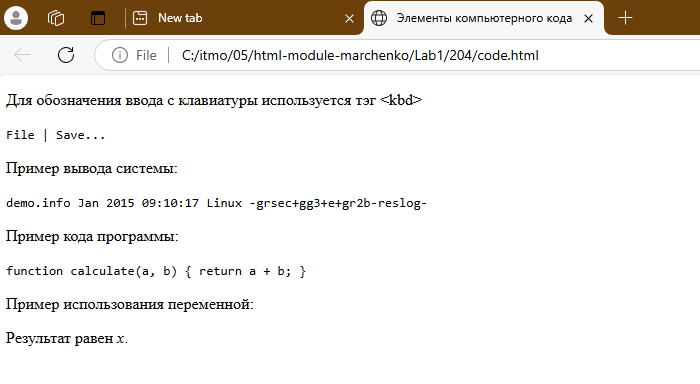 New tab
Элементы компьютерного кода
File | C:/itmo/05/html-module-marchenko/Lab1/204/code.html
Для обозначения ввода с клавиатуры используется тэг <kbd>
File | Save...
Пример вывода системы:
demo.info Jan 2015 09:10:17 Linux -grsec+gg3+e+gr2b-reslog-
Пример кода программы:
function calculate(a, b) { return a + b; }
Пример использования переменной:
Результат равен x.